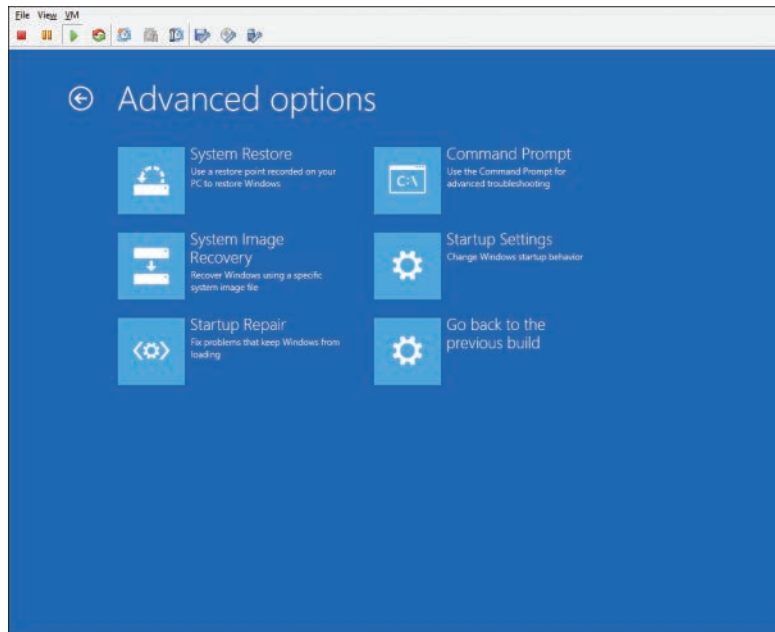 File View VM
Advanced options
System Restore
Use a restore point recorded on your
PC to restore Windows
System Image
Recovery
Recover Windows using a specific
system image file
Startup Repair
Fix problems that keep Windows from
loading
Command Prompt
C:\
Use the Command Prompt for
advanced troubleshooting
Startup Settings
Change Windows startup behavior
Go back to the
previous build